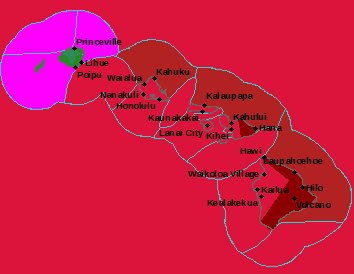 Princeville
Lihue
Poipu
Kahuku
Waialua
Nanakuli
Honolulu
Kalaupapa
Kaunakakai
Lanai City
Kahului
Kihei
Hana
Hawi
Laupahoehoe
Waikoloa Village
Kailua
Hilo
Kealakekua
Volcano